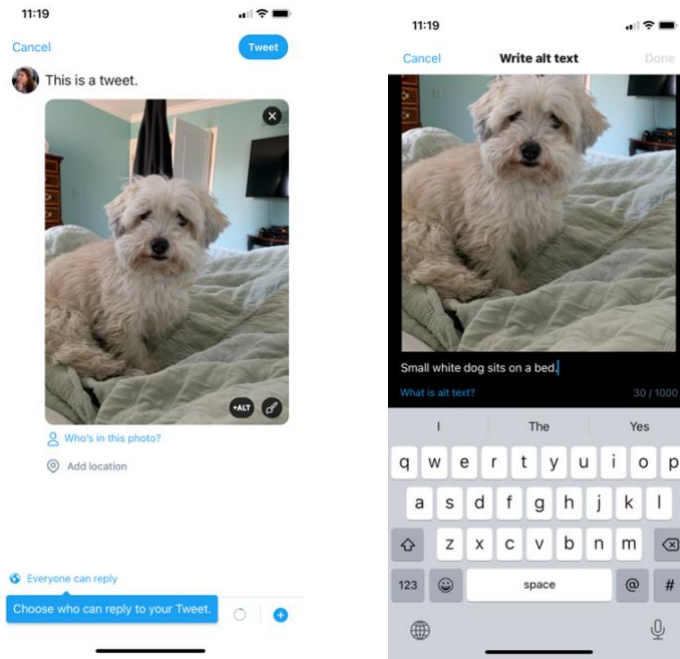 11:19
Cancel
Tweet
This is a tweet.
+ALT
Who's in this photo?
Add location
Everyone can reply
Choose who can reply to your Tweet.
11:19
Cancel Write alt text Done
Small white dog sits on a bed.
What is alt text? 30 / 1000
I The Yes
q w e r t y u i o p
a s d f g h j k l
z x c v b n m
123 space @ #